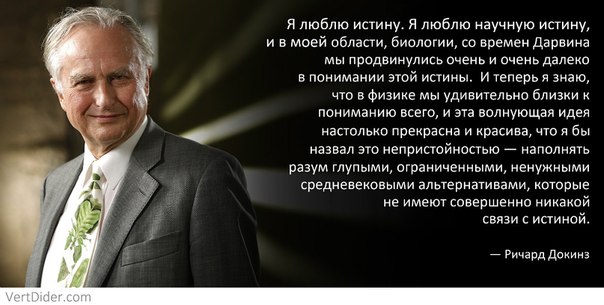 Я люблю истину. Я люблю научную истину,
и в моей области, биологии, со времен Дарвина
мы продвинулись очень и очень далеко
в понимании этой истины.  И теперь я знаю,
что в физике мы удивительно близки к
пониманию всего, и эта волнующая идея
настолько прекрасна и красива, что я бы
назвал это непристойностью — наполнять
разум глупыми, ограниченными, ненужными
средневековыми альтернативами, которые
не имеют совершенно никакой
связи с истиной.
— Ричард Докинз
VertDider.com